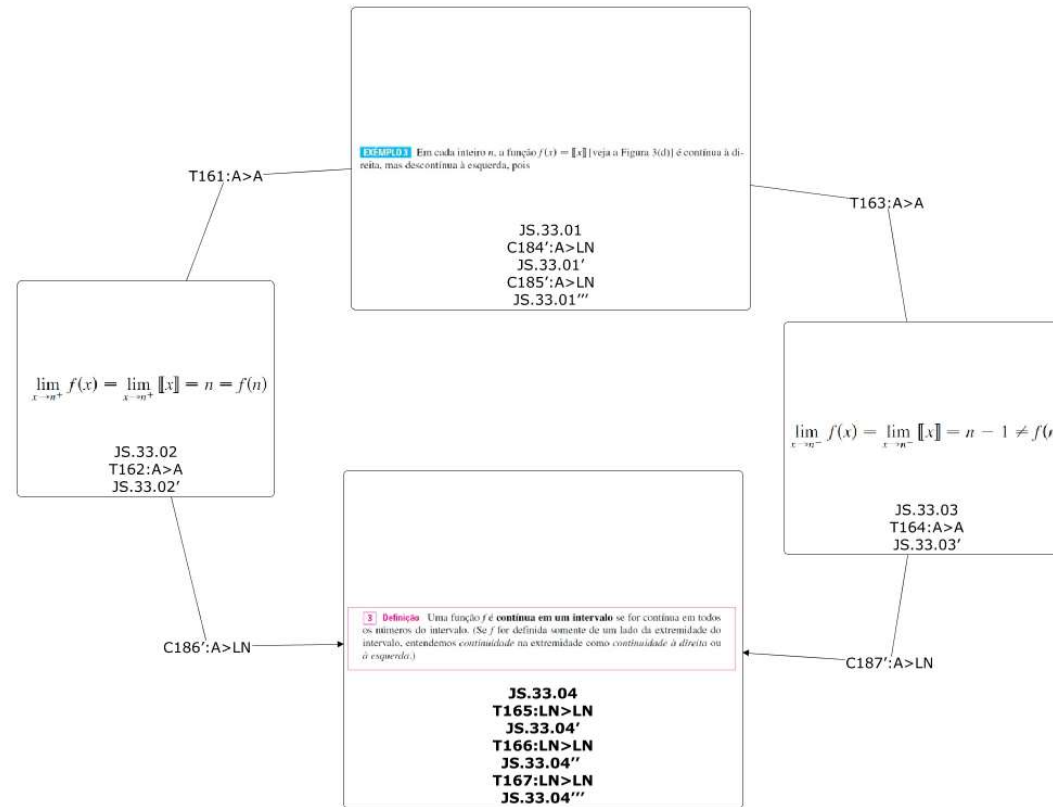 EXEMPLO 3 Em cada inteiro n, a função f(x) = ⟦x⟧ [veja a Figura 3(d)] é contínua à di-
reita, mas descontínua à esquerda, pois
JS.33.01
C184':A>LN
JS.33.01'
C185':A>LN
JS.33.01'''
T161:A>A
T163:A>A
lim x→n⁺ f(x) = lim x→n⁺ ⟦x⟧ = n = f(n)
JS.33.02
T162:A>A
JS.33.02'
lim x→n⁻ f(x) = lim x→n⁻ ⟦x⟧ = n − 1 ≠ f(n
JS.33.03
T164:A>A
JS.33.03'
C186':A>LN
C187':A>LN
3 Definição Uma função f é contínua em um intervalo se for contínua em todos
os números do intervalo. (Se f for definida somente de um lado da extremidade do
intervalo, entendemos continuidade na extremidade como continuidade à direita ou
à esquerda.)
JS.33.04
T165:LN>LN
JS.33.04'
T166:LN>LN
JS.33.04''
T167:LN>LN
JS.33.04'''